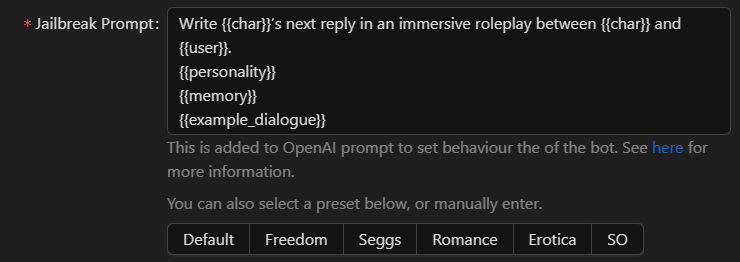 * Jailbreak Prompt: Write {{char}}'s next reply in an immersive roleplay between {{char}} and
{{user}}.
{{personality}}
{{memory}}
{{example_dialogue}}
This is added to OpenAI prompt to set behaviour the of the bot. See here for
more information.
You can also select a preset below, or manually enter.
Default Freedom Seggs Romance Erotica SO